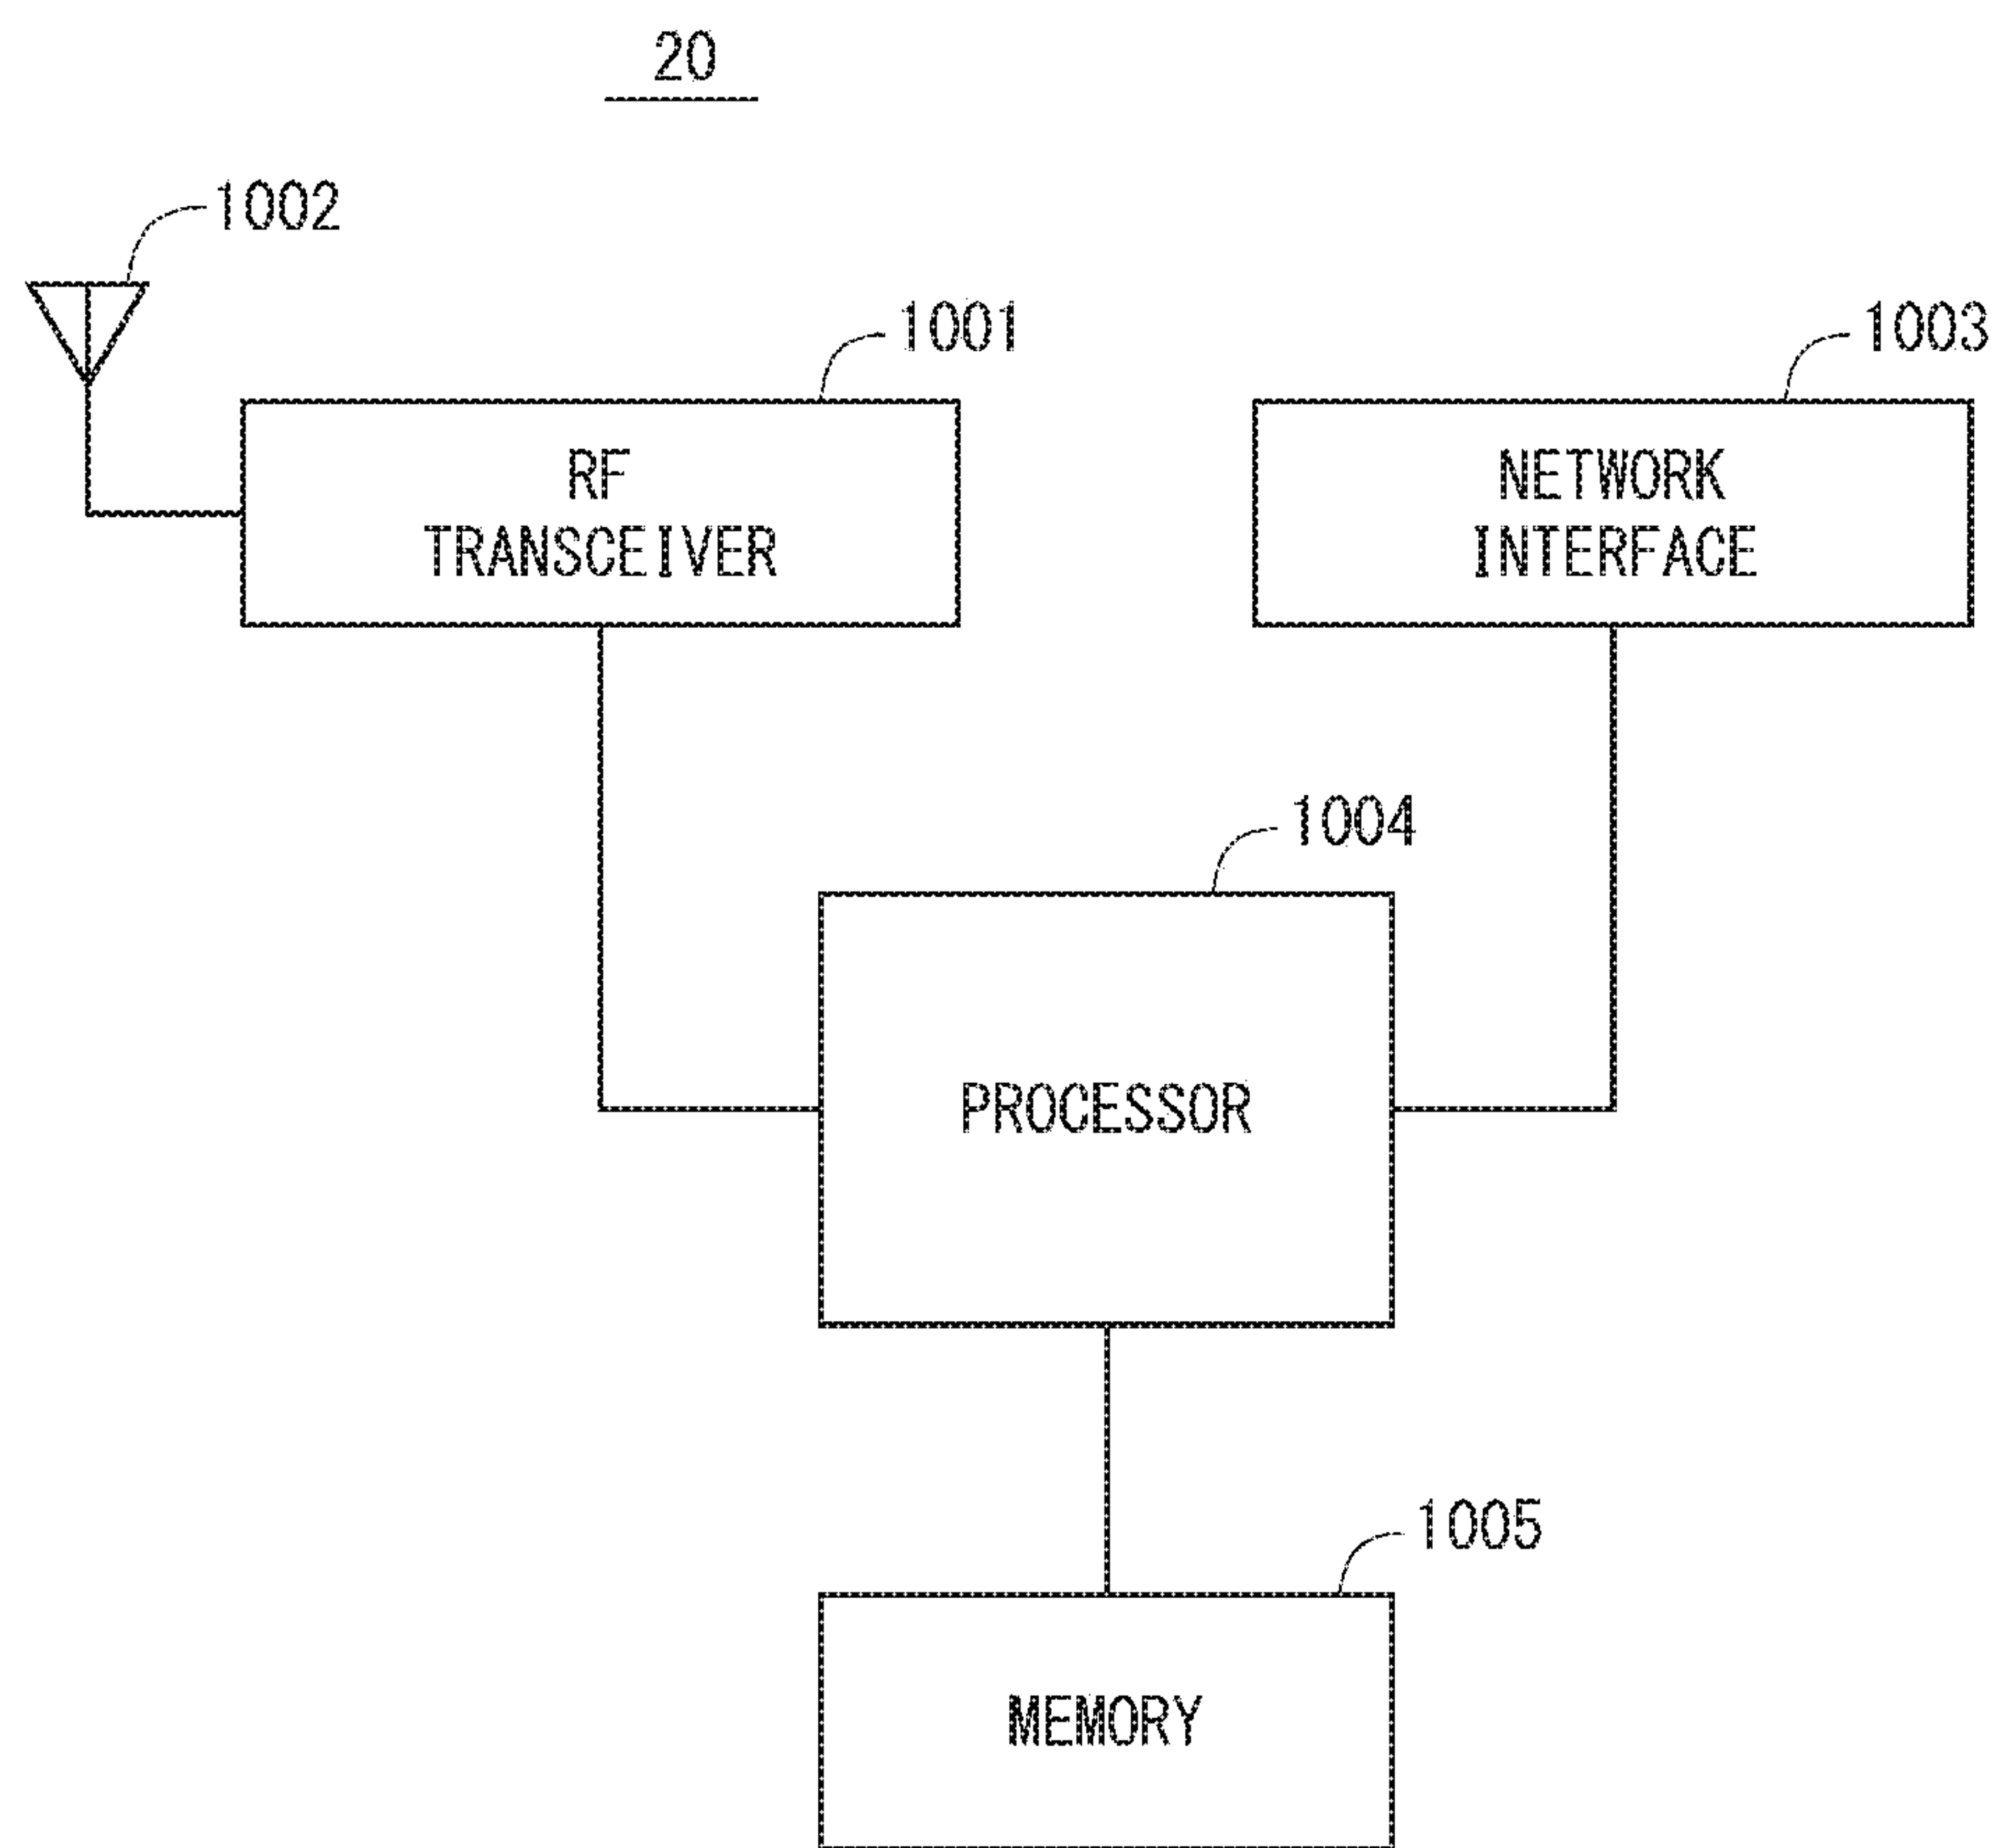 20
1002
1001
1003
RF
TRANSCEIVER
NETWORK
INTERFACE
1004
PROCESSOR
1005
MEMORY